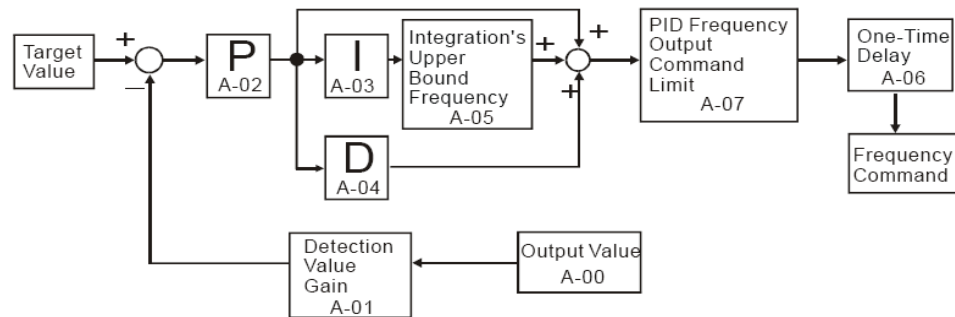 Target
Value
+
−
P
A-02
I
A-03
Integration's
Upper
Bound
Frequency
A-05
D
A-04
+
+
+
PID Frequency
Output
Command
Limit
A-07
One-Time
Delay
A-06
Frequency
Command
Detection
Value
Gain
A-01
Output Value
A-00